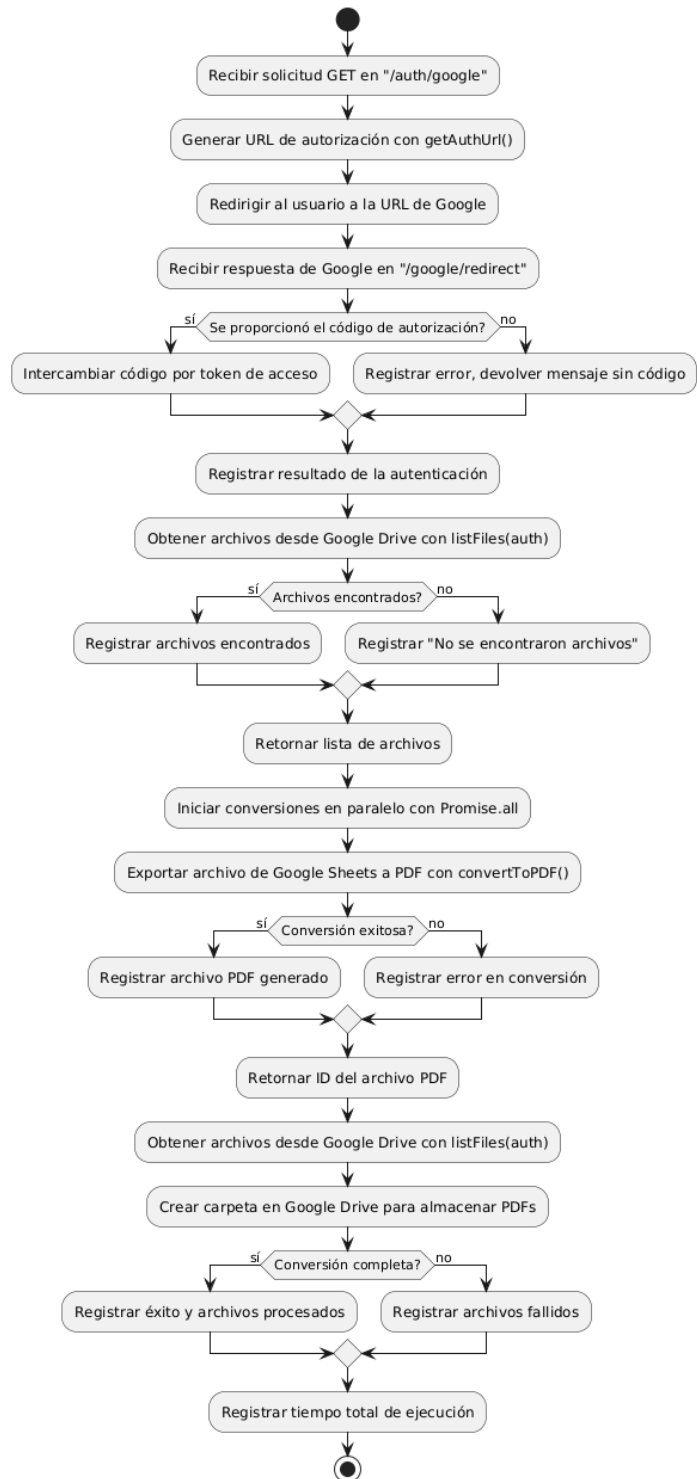 Recibir solicitud GET en "/auth/google"
Generar URL de autorización con getAuthUrl()
Redirigir al usuario a la URL de Google
Recibir respuesta de Google en "/google/redirect"
sí
Se proporcionó el código de autorización?
no
Intercambiar código por token de acceso
Registrar error, devolver mensaje sin código
Registrar resultado de la autenticación
Obtener archivos desde Google Drive con listFiles(auth)
sí
Archivos encontrados?
no
Registrar archivos encontrados
Registrar "No se encontraron archivos"
Retornar lista de archivos
Iniciar conversiones en paralelo con Promise.all
Exportar archivo de Google Sheets a PDF con convertToPDF()
sí
Conversión exitosa?
no
Registrar archivo PDF generado
Registrar error en conversión
Retornar ID del archivo PDF
Obtener archivos desde Google Drive con listFiles(auth)
Crear carpeta en Google Drive para almacenar PDFs
sí
Conversión completa?
no
Registrar éxito y archivos procesados
Registrar archivos fallidos
Registrar tiempo total de ejecución